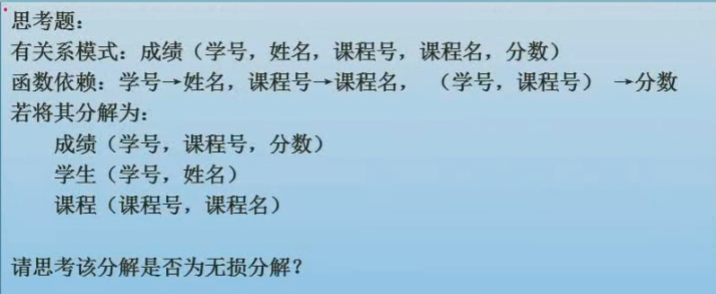 思考题：
有关系模式：成绩（学号，姓名，课程号，课程名，分数）
函数依赖：学号→姓名，课程号→课程名， （学号，课程号） →分数
若将其分解为：
成绩（学号，课程号，分数）
学生（学号，姓名）
课程（课程号，课程名）
请思考该分解是否为无损分解？